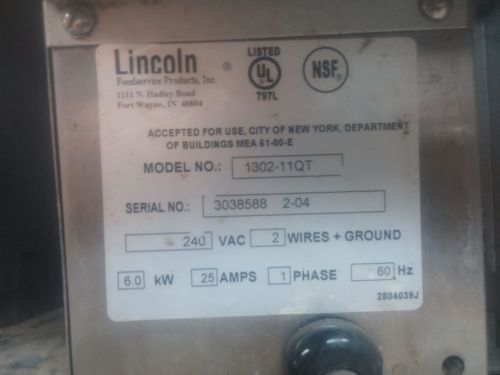 Lincoln ®
Foodservice Products, Inc.
1111 N. Hadley Road
Fort Wayne, IN 46804
LISTED
UL
797L
NSF®
ACCEPTED FOR USE, CITY OF NEW YORK, DEPARTMENT
OF BUILDINGS MEA 51-00-E
MODEL NO.: 1302-11QT
SERIAL NO.: 3038588 2-04
240 VAC 2 WIRES + GROUND
6.0 kW 25 AMPS 1 PHASE 60 Hz
2804039J